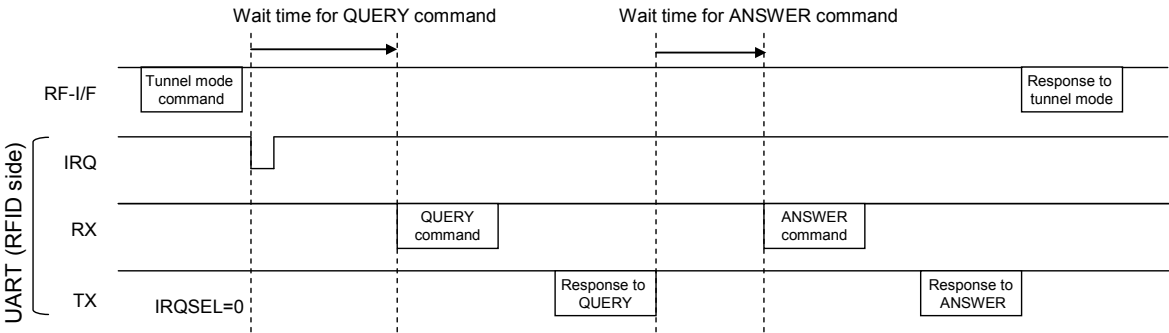 Wait time for QUERY command
Wait time for ANSWER command
RF-I/F
Tunnel mode
command
Response to
tunnel mode
UART (RFID side)
IRQ
RX
QUERY
command
ANSWER
command
TX
IRQSEL=0
Response to
QUERY
Response to
ANSWER